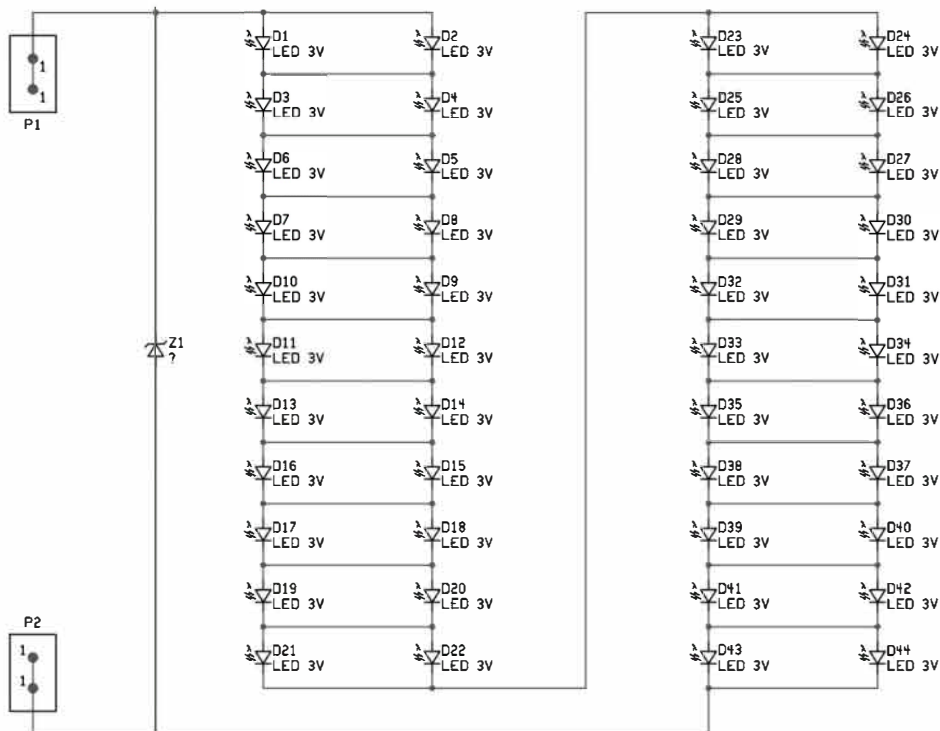 D1
LED 3V
D2
LED 3V
D23
LED 3V
D24
LED 3V
1
1
P1
D3
LED 3V
D4
LED 3V
D25
LED 3V
D26
LED 3V
D6
LED 3V
D5
LED 3V
D28
LED 3V
D27
LED 3V
D7
LED 3V
D8
LED 3V
D29
LED 3V
D30
LED 3V
D10
LED 3V
D9
LED 3V
D32
LED 3V
D31
LED 3V
Z1
?
D11
LED 3V
D12
LED 3V
D33
LED 3V
D34
LED 3V
D13
LED 3V
D14
LED 3V
D35
LED 3V
D36
LED 3V
D16
LED 3V
D15
LED 3V
D38
LED 3V
D37
LED 3V
D17
LED 3V
D18
LED 3V
D39
LED 3V
D40
LED 3V
D19
LED 3V
D20
LED 3V
D41
LED 3V
D42
LED 3V
P2
1
1
D21
LED 3V
D22
LED 3V
D43
LED 3V
D44
LED 3V